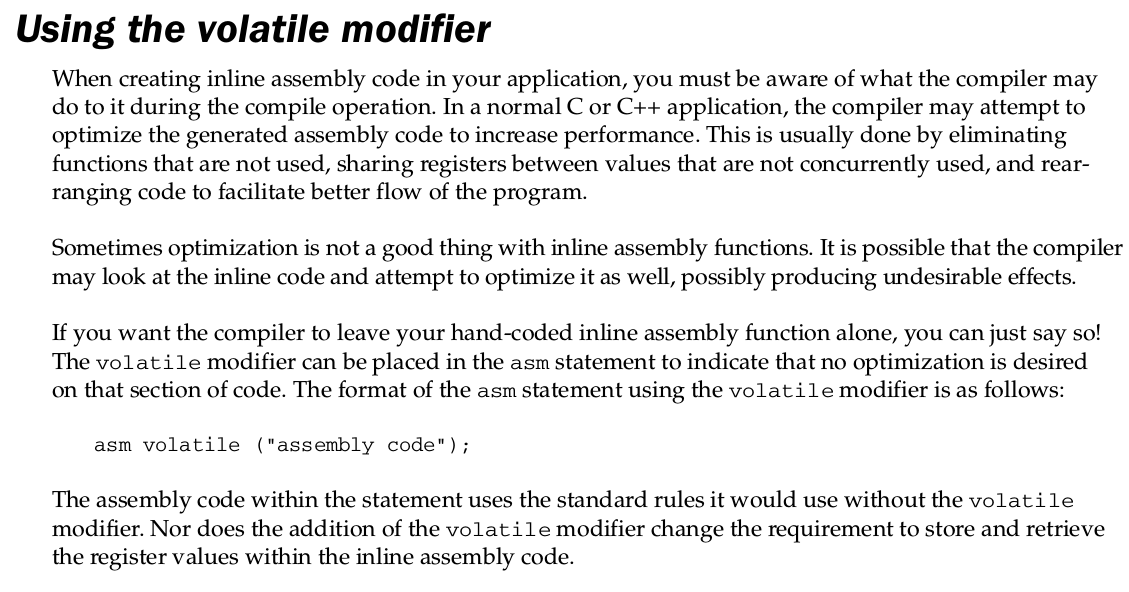 Using the volatile modifier
When creating inline assembly code in your application, you must be aware of what the compiler may
do to it during the compile operation. In a normal C or C++ application, the compiler may attempt to
optimize the generated assembly code to increase performance. This is usually done by eliminating
functions that are not used, sharing registers between values that are not concurrently used, and rear-
ranging code to facilitate better flow of the program.
Sometimes optimization is not a good thing with inline assembly functions. It is possible that the compiler
may look at the inline code and attempt to optimize it as well, possibly producing undesirable effects.
If you want the compiler to leave your hand-coded inline assembly function alone, you can just say so!
The volatile modifier can be placed in the asm statement to indicate that no optimization is desired
on that section of code. The format of the asm statement using the volatile modifier is as follows:
asm volatile ("assembly code");
The assembly code within the statement uses the standard rules it would use without the volatile
modifier. Nor does the addition of the volatile modifier change the requirement to store and retrieve
the register values within the inline assembly code.